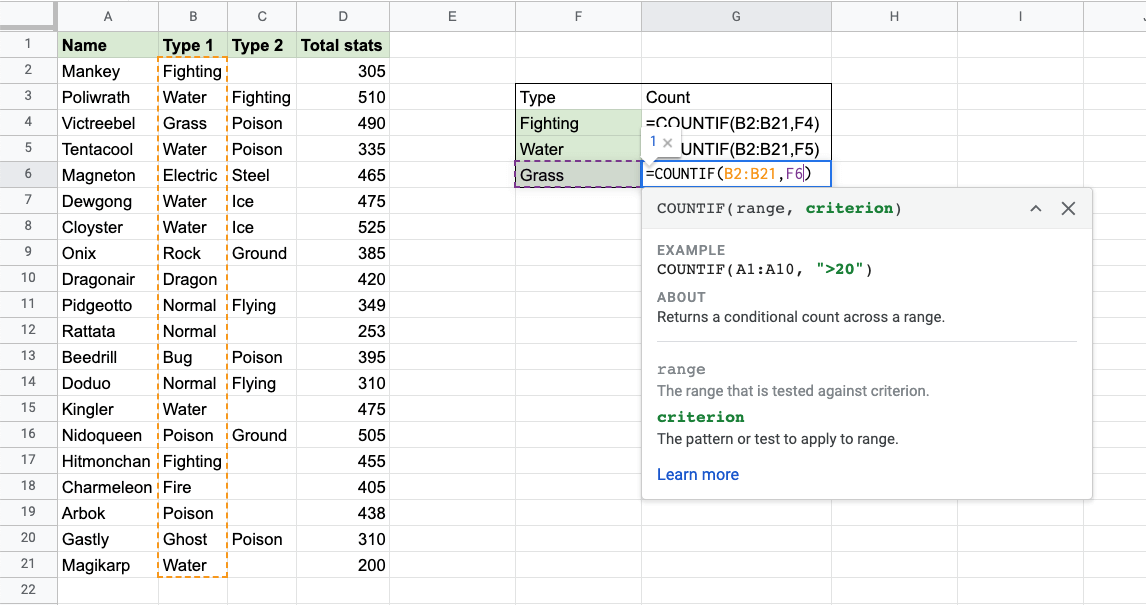 A B C D E F G H I
1 Name Type 1 Type 2 Total stats
2 Mankey Fighting 305
3 Poliwrath Water Fighting 510 Type Count
4 Victreebel Grass Poison 490 Fighting =COUNTIF(B2:B21,F4)
5 Tentacool Water Poison 335 Water 1 × UNTIF(B2:B21,F5)
6 Magneton Electric Steel 465 Grass =COUNTIF(B2:B21,F6)
7 Dewgong Water Ice 475 COUNTIF(range, criterion)
8 Cloyster Water Ice 525
9 Onix Rock Ground 385 EXAMPLE
COUNTIF(A1:A10, ">20")
10 Dragonair Dragon 420 ABOUT
11 Pidgeotto Normal Flying 349 Returns a conditional count across a range.
12 Rattata Normal 253
13 Beedrill Bug Poison 395 range
14 Doduo Normal Flying 310 The range that is tested against criterion.
15 Kingler Water 475 criterion
16 Nidoqueen Poison Ground 505 The pattern or test to apply to range.
17 Hitmonchan Fighting 455 Learn more
18 Charmeleon Fire 405
19 Arbok Poison 438
20 Gastly Ghost Poison 310
21 Magikarp Water 200
22